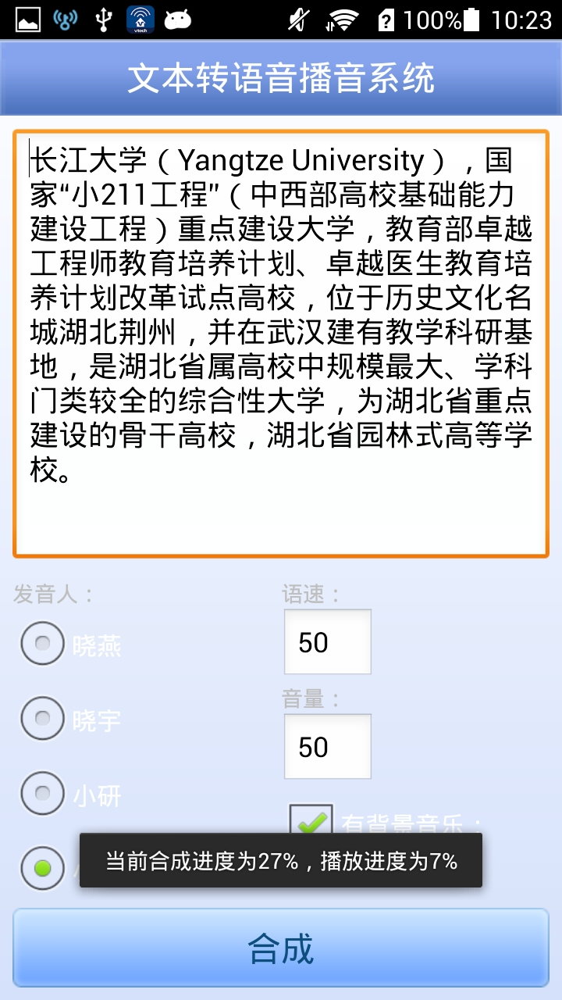 vtech
100%
10:23
文本转语音播音系统
长江大学（Yangtze University），国
家“小211工程”（中西部高校基础能力
建设工程）重点建设大学，教育部卓越
工程师教育培养计划、卓越医生教育培
养计划改革试点高校，位于历史文化名
城湖北荆州，并在武汉建有教学科研基
地，是湖北省属高校中规模最大、学科
门类较全的综合性大学，为湖北省重点
建设的骨干高校，湖北省园林式高等学
校。
发音人：
晓燕
晓宇
小研
语速：
50
音量：
50
有背景音乐：
当前合成进度为27%，播放进度为7%
合成